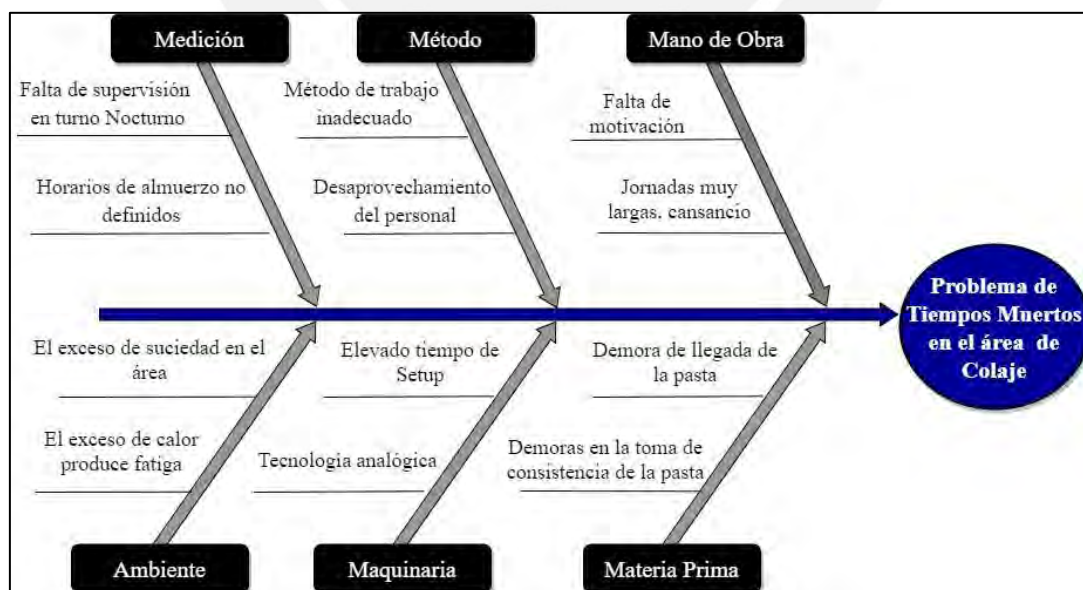 Medición
Método
Mano de Obra
Falta de supervisión
en turno Nocturno
Método de trabajo
inadecuado
Falta de
motivación
Horarios de almuerzo no
definidos
Desaprovechamiento
del personal
Jornadas muy
largas, cansancio
Problema de
Tiempos Muertos
en el área de
Colaje
El exceso de suciedad en el
área
Elevado tiempo de
Setup
Demora de llegada de
la pasta
El exceso de calor
produce fatiga
Tecnología analógica
Demoras en la toma de
consistencia de la pasta
Ambiente
Maquinaria
Materia Prima